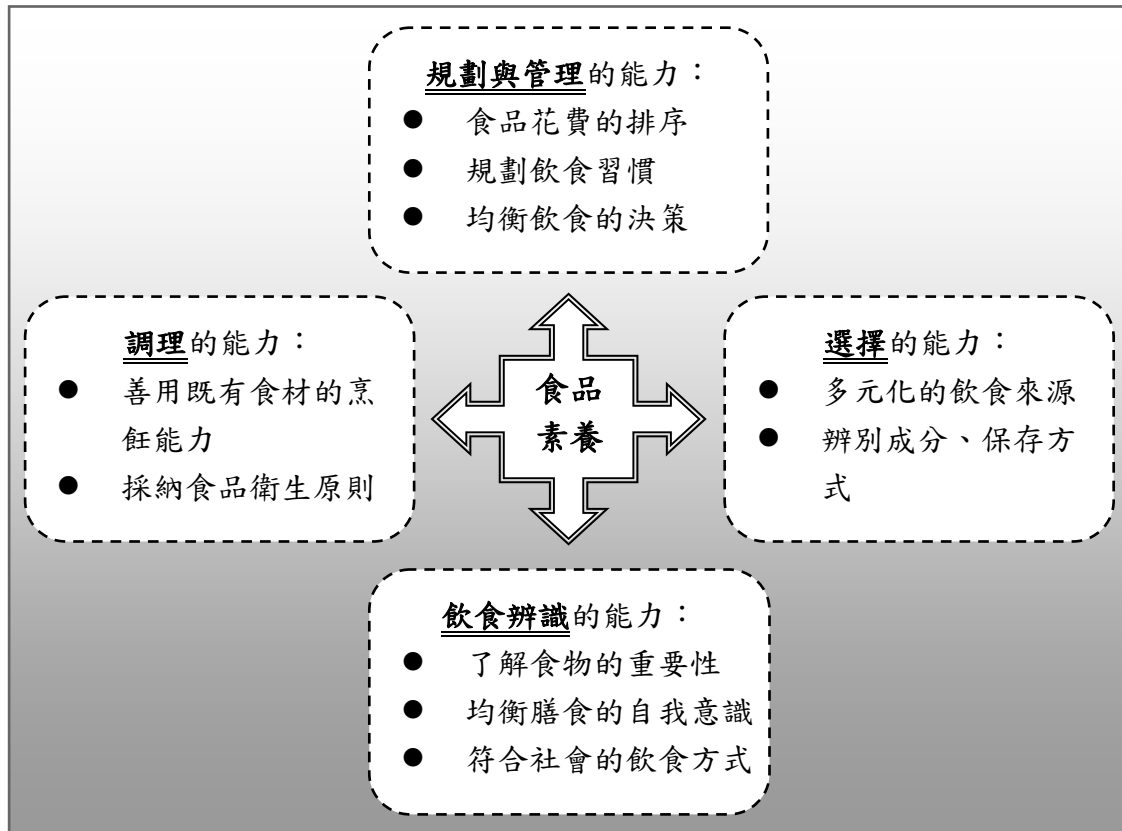 規劃與管理的能力：
● 食品花費的排序
● 規劃飲食習慣
● 均衡飲食的決策
調理的能力：
● 善用既有食材的烹
飪能力
● 採納食品衛生原則
食品
素養
選擇的能力：
● 多元化的飲食來源
● 辨別成分、保存方
式
飲食辨識的能力：
● 了解食物的重要性
● 均衡膳食的自我意識
● 符合社會的飲食方式